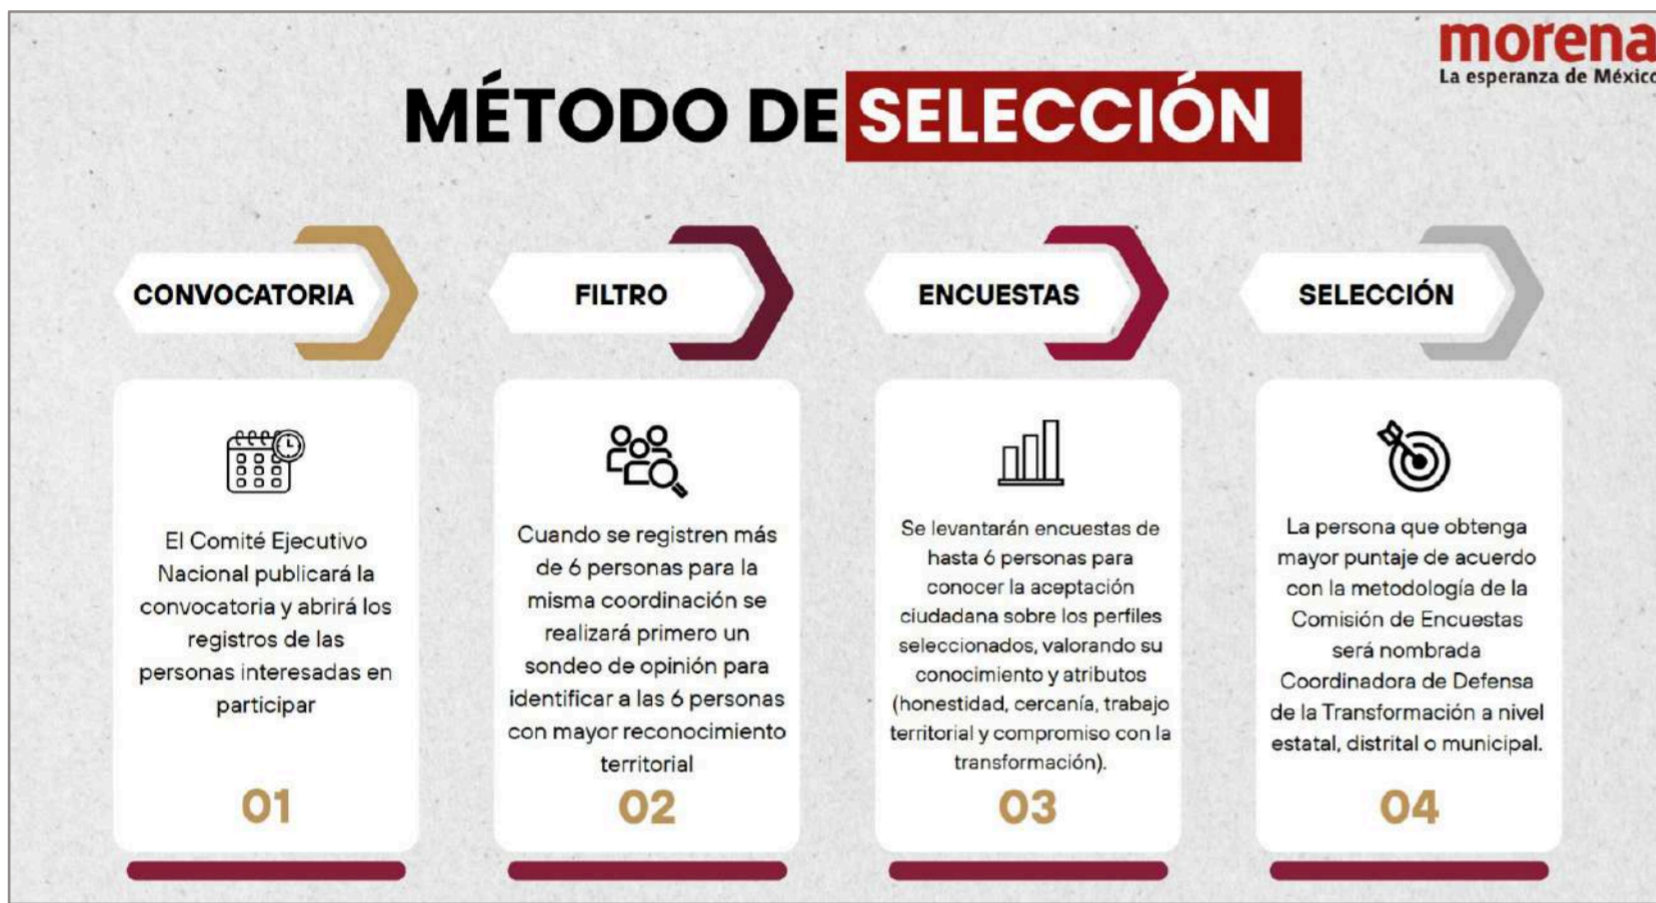 morena
La esperanza de México
MÉTODO DE SELECCIÓN
CONVOCATORIA
El Comité Ejecutivo
Nacional publicará la
convocatoria y abrirá los
registros de las
personas interesadas en
participar
01
FILTRO
Cuando se registren más
de 6 personas para la
misma coordinación se
realizará primero un
sondeo de opinión para
identificar a las 6 personas
con mayor reconocimiento
territorial
02
ENCUESTAS
Se levantarán encuestas de
hasta 6 personas para
conocer la aceptación
ciudadana sobre los perfiles
seleccionados, valorando su
conocimiento y atributos
(honestidad, cercanía, trabajo
territorial y compromiso con la
transformación).
03
SELECCIÓN
La persona que obtenga
mayor puntaje de acuerdo
con la metodología de la
Comisión de Encuestas
será nombrada
Coordinadora de Defensa
de la Transformación a nivel
estatal, distrital o municipal.
04